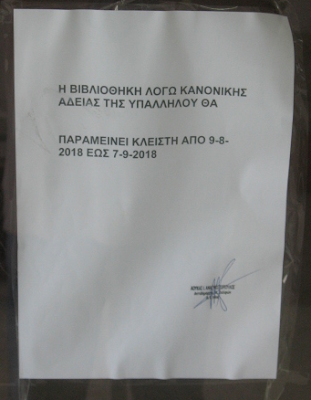 Η ΒΙΒΛΙΟΘΗΚΗ ΛΟΓΩ ΚΑΝΟΝΙΚΗΣ
ΑΔΕΙΑΣ ΤΗΣ ΥΠΑΛΛΗΛΟΥ ΘΑ
ΠΑΡΑΜΕΙΝΕΙ ΚΛΕΙΣΤΗ ΑΠΟ 9-8-
2018 ΕΩΣ 7-9-2018